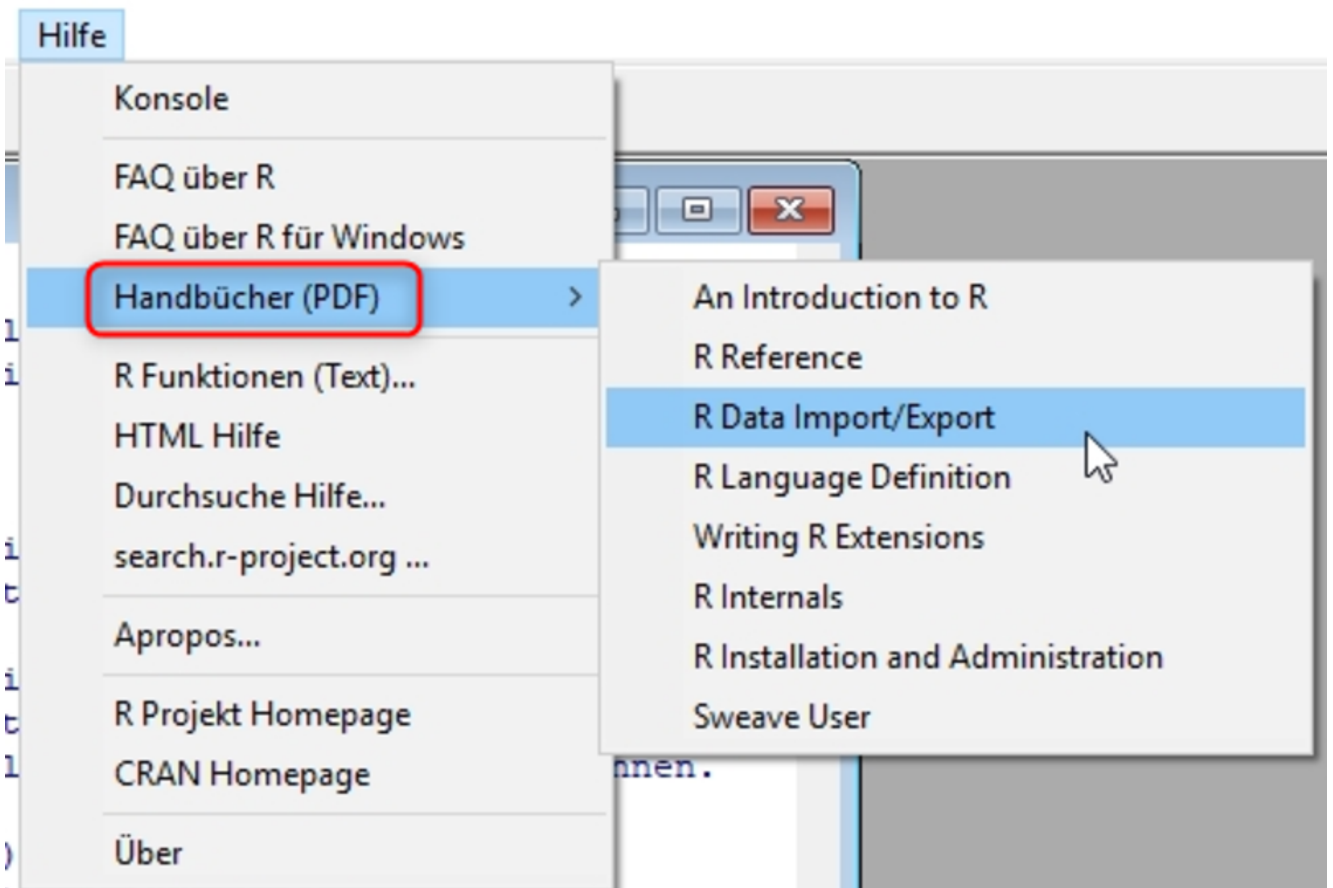 Hilfe
Konsole
FAQ über R
FAQ über R für Windows
Handbücher (PDF)
R Funktionen (Text)...
HTML Hilfe
Durchsuche Hilfe...
search.r-project.org ...
Apropos...
R Projekt Homepage
CRAN Homepage
Über
An Introduction to R
R Reference
R Data Import/Export
R Language Definition
Writing R Extensions
R Internals
R Installation and Administration
Sweave User